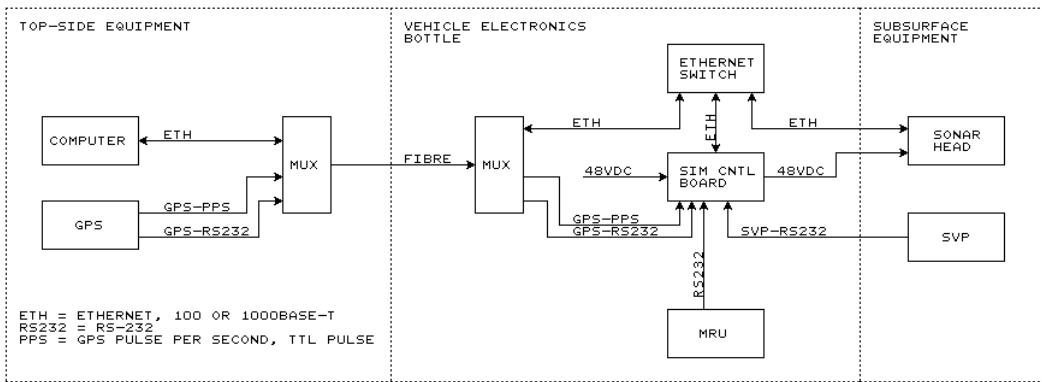 TOP-SIDE EQUIPMENT
VEHICLE ELECTRONICS
BOTTLE
SUBSURFACE
EQUIPMENT
ETHERNET
SWITCH
COMPUTER
ETH
MUX
FIBRE
MUX
ETH
ETH
ETH
SONAR
HEAD
48VDC
SIM CNTL
BOARD
48VDC
GPS
GPS-PPS
GPS-RS232
GPS-PPS
GPS-RS232
SVP-RS232
SVP
RS232
MRU
ETH = ETHERNET, 100 OR 1000BASE-T
RS232 = RS-232
PPS = GPS PULSE PER SECOND, TTL PULSE